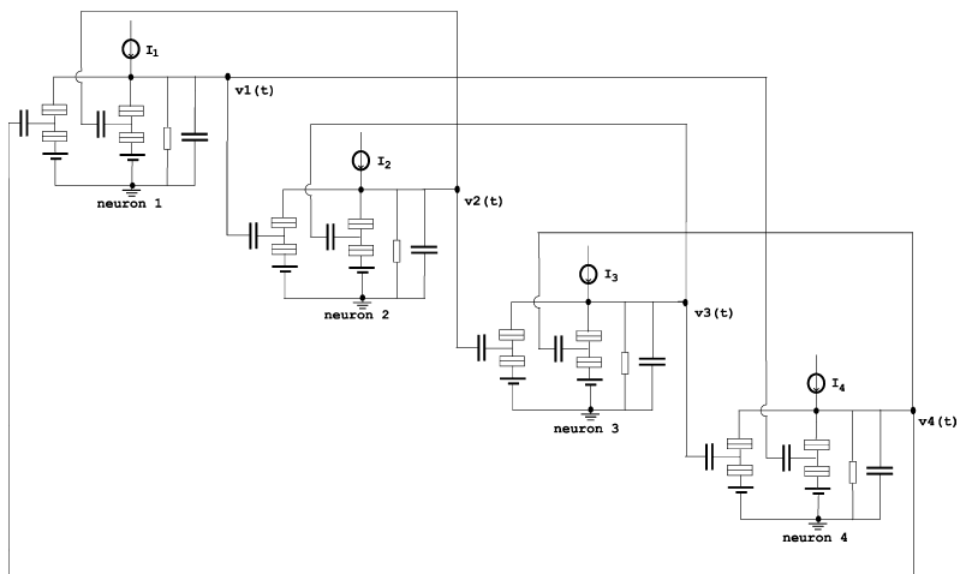 I1
v1(t)
neuron 1
I2
v2(t)
neuron 2
I3
v3(t)
neuron 3
I4
v4(t)
neuron 4